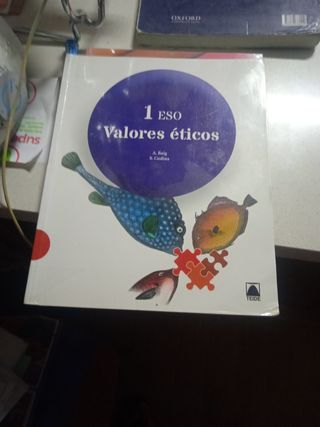 OXFORD
1 ESO
Valores éticos
A. Roig
S. Codina
TEIDE